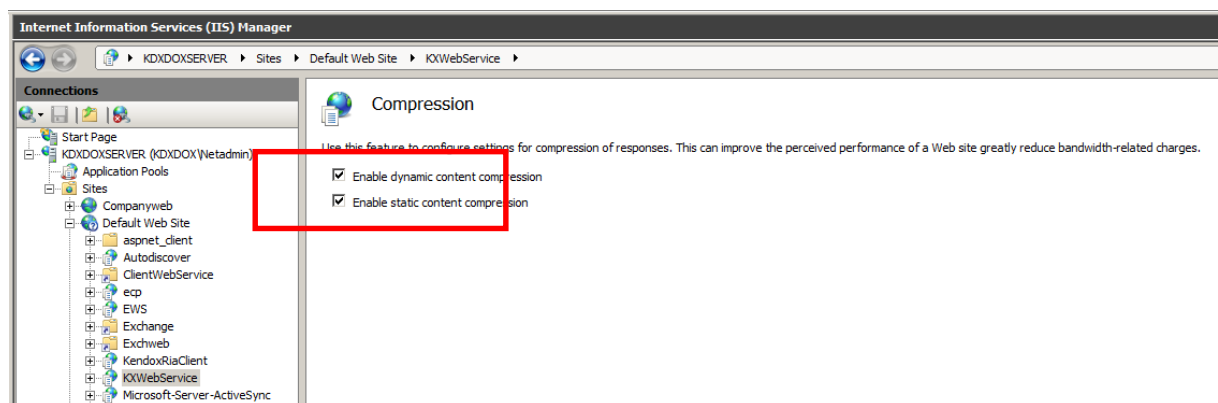 Internet Information Services (IIS) Manager
KDXDOXSERVER Sites Default Web Site KXWebService
Connections
Start Page
KDXDOXSERVER (KDXDOX\Netadmin)
Application Pools
Sites
Companyweb
Default Web Site
aspnet_client
Autodiscover
ClientWebService
ecp
EWS
Exchange
Exchweb
KendoxRiaClient
KXWebService
Microsoft-Server-ActiveSync
Compression
Use this feature to configure settings for compression of responses. This can improve the perceived performance of a Web site greatly reduce bandwidth-related charges.
Enable dynamic content compression
Enable static content compression